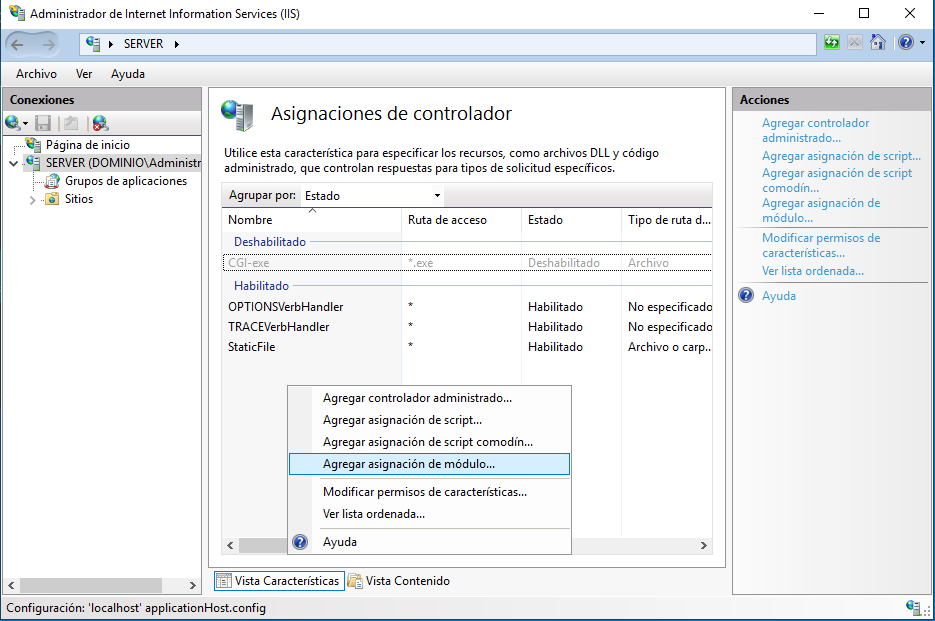 Administrador de Internet Information Services (IIS)
SERVER
Archivo Ver Ayuda
Conexiones
Página de inicio
SERVER (DOMINIO\Administr
Grupos de aplicaciones
Sitios
Asignaciones de controlador
Utilice esta característica para especificar los recursos, como archivos DLL y código
administrado, que controlan respuestas para tipos de solicitud específicos.
Agrupar por: Estado
Nombre Ruta de acceso Estado Tipo de ruta d...
Deshabilitado
CGI-exe *.exe Deshabilitado Archivo
Habilitado
OPTIONSVerbHandler * Habilitado No especificado
TRACEVerbHandler * Habilitado No especificado
StaticFile * Habilitado Archivo o carp...
Agregar controlador administrado...
Agregar asignación de script...
Agregar asignación de script comodín...
Agregar asignación de módulo...
Modificar permisos de características...
Ver lista ordenada...
Ayuda
Vista Características Vista Contenido
Acciones
Agregar controlador
administrado...
Agregar asignación de script...
Agregar asignación de script
comodín...
Agregar asignación de
módulo...
Modificar permisos de
características...
Ver lista ordenada...
Ayuda
Configuración: 'localhost' applicationHost.config